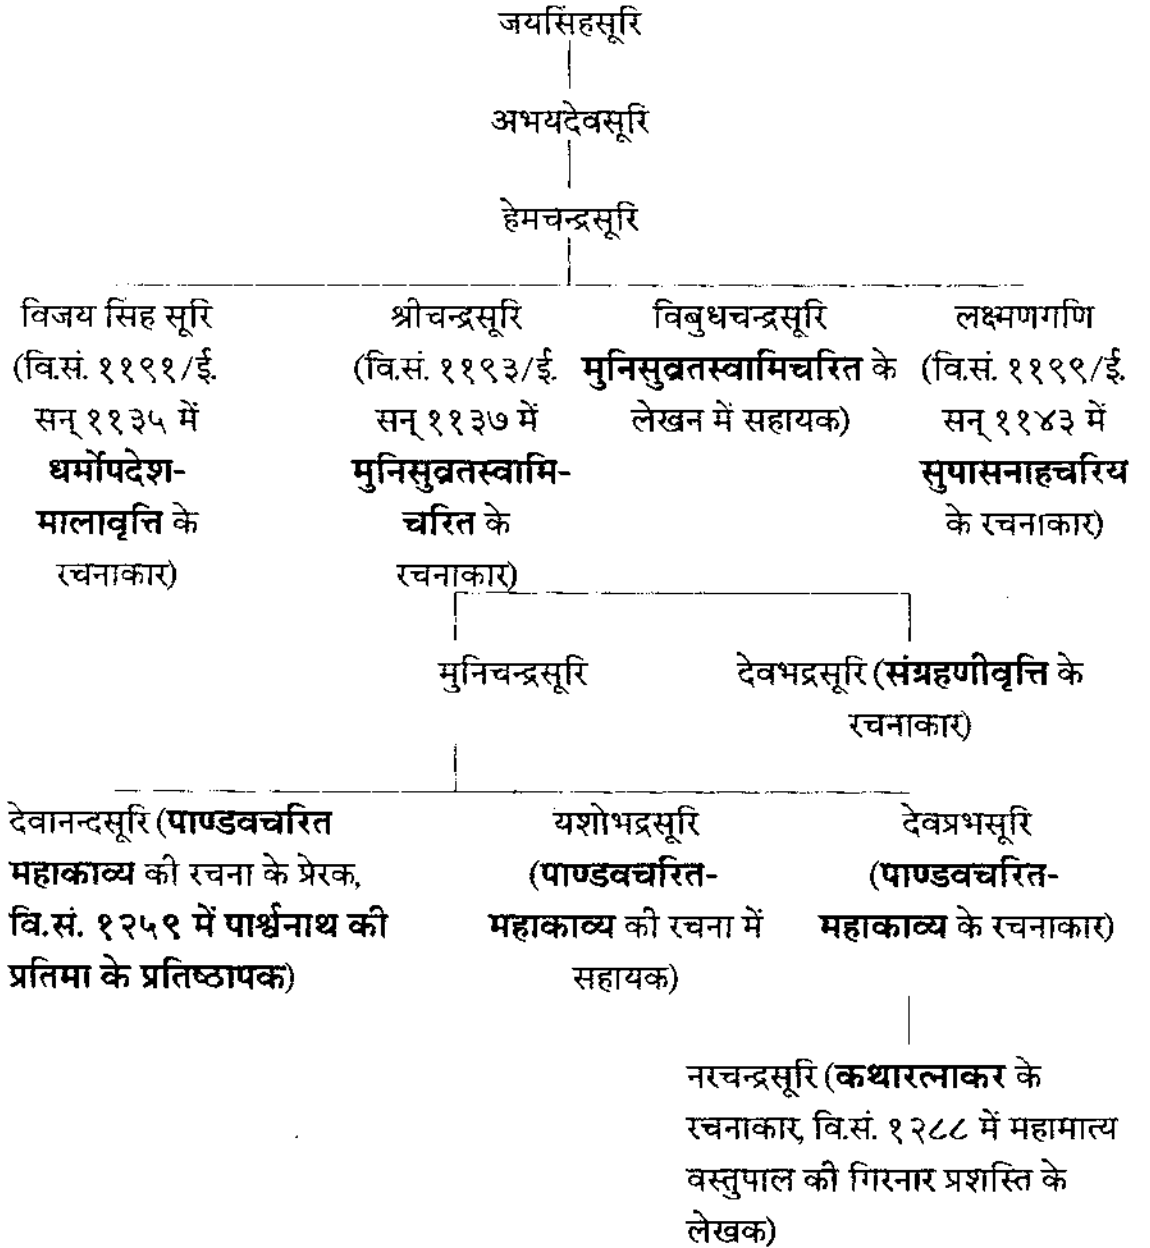 जयसिंहसूरि
अभयदेवसूरि
हेमचन्द्रसूरि
विजय सिंह सूरि
(वि.सं. ११९१/ई.
सन् ११३५ में
धर्मोपदेश-
मालावृत्ति के
रचनाकार)
श्रीचन्द्रसूरि
(वि.सं. ११९३/ई.
सन् ११३७ में
मुनिसुव्रतस्वामि-
चरित के
रचनाकार)
विबुधचन्द्रसूरि
मुनिसुव्रतस्वामिचरित के
लेखन में सहायक)
लक्ष्मणगणि
(वि.सं. ११९९/ई.
सन् ११४३ में
सुपासनाहचरिय
के रचनाकार)
मुनिचन्द्रसूरि
देवभद्रसूरि (संग्रहणीवृत्ति के
रचनाकार)
देवानन्दसूरि (पाण्डवचरित
महाकाव्य की रचना के प्रेरक,
वि.सं. १२५९ में पार्श्वनाथ की
प्रतिमा के प्रतिष्ठापक)
यशोभद्रसूरि
(पाण्डवचरित-
महाकाव्य की रचना में
सहायक)
देवप्रभसूरि
(पाण्डवचरित-
महाकाव्य के रचनाकार)
नरचन्द्रसूरि (कथारत्नाकर के
रचनाकार, वि.सं. १२८८ में महामात्य
वस्तुपाल की गिरनार प्रशस्ति के
लेखक)